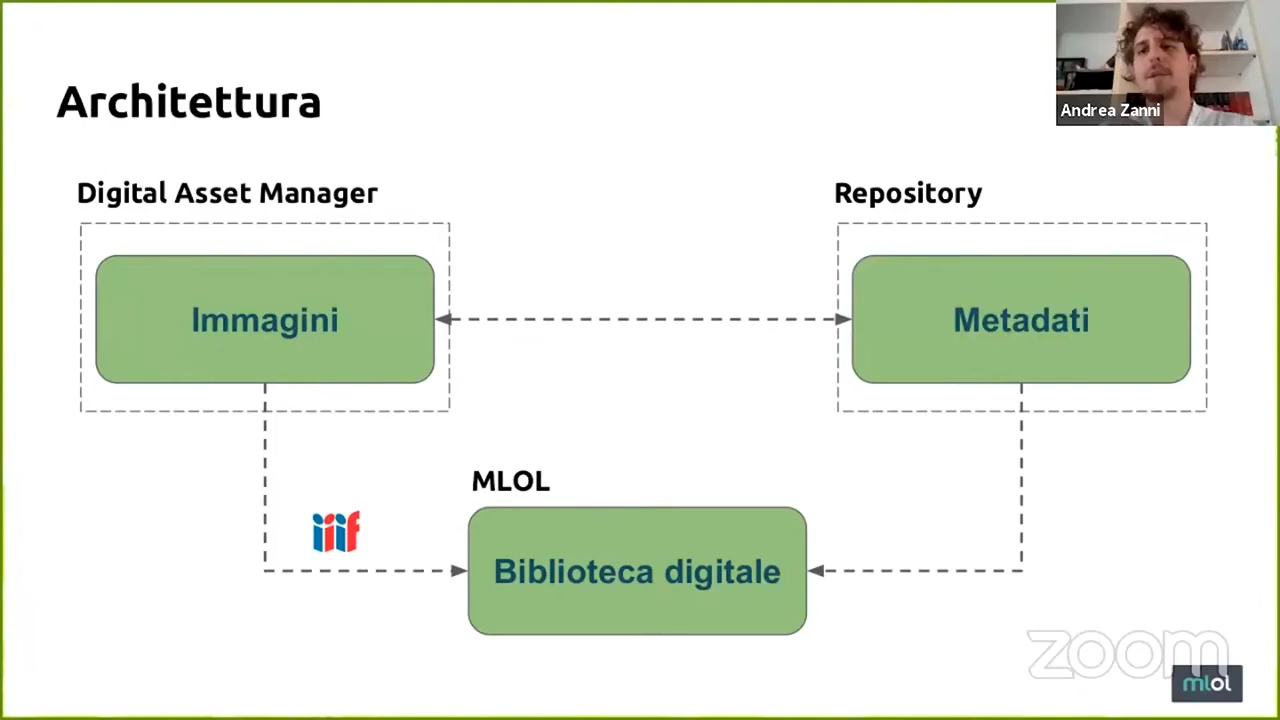 Architettura
Andrea Zanni
Digital Asset Manager
Repository
Immagini
Metadati
MLOL
iiif
Biblioteca digitale
zoom
mlol